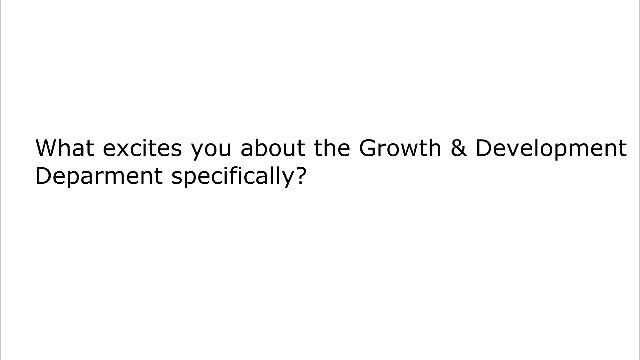 What excites you about the Growth & Development
Deparment specifically?